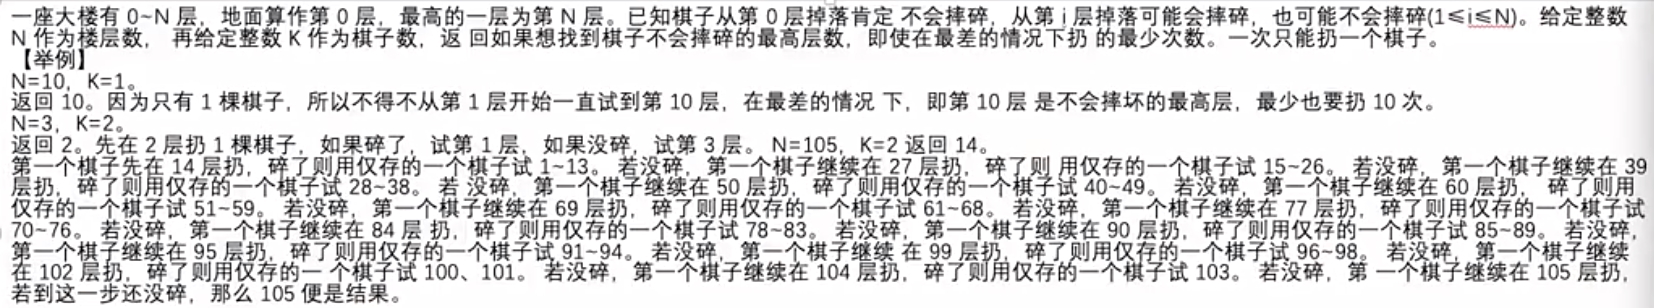 一座大楼有 0~N 层，地面算作第 0 层，最高的一层为第 N 层。已知棋子从第 0 层掉落肯定 不会摔碎，从第 i 层掉落可能会摔碎，也可能不会摔碎(1≤i≤N)。给定整数
N 作为楼层数， 再给定整数 K 作为棋子数，返 回如果想找到棋子不会摔碎的最高层数，即使在最差的情况下扔 的最少次数。一次只能扔一个棋子。
【举例】
N=10，K=1。
返回 10。因为只有 1 棵棋子，所以不得不从第 1 层开始一直试到第 10 层，在最差的情况 下，即第 10 层 是不会摔坏的最高层，最少也要扔 10 次。
N=3，K=2。
返回 2。先在 2 层扔 1 棵棋子，如果碎了，试第 1 层，如果没碎，试第 3 层。 N=105，K=2 返回 14。
第一个棋子先在 14 层扔，碎了则用仅存的一个棋子试 1~13。 若没碎，第一个棋子继续在 27 层扔，碎了则 用仅存的一个棋子试 15~26。 若没碎，第一个棋子继续在 39
层扔，碎了则用仅存的一个棋子试 28~38。 若 没碎，第一个棋子继续在 50 层扔，碎了则用仅存的一个棋子试 40~49。 若没碎，第一个棋子继续在 60 层扔， 碎了则用
仅存的一个棋子试 51~59。 若没碎，第一个棋子继续在 69 层扔，碎了则用仅存的一个棋子试 61~68。 若没碎，第一个棋子继续在 77 层扔，碎了则用仅存的一个棋子试
70~76。 若没碎，第一个棋子继续在 84 层 扔，碎了则用仅存的一个棋子试 78~83。 若没碎，第一个棋子继续在 90 层扔，碎了则用仅存的一个棋子试 85~89。 若没碎，
第一个棋子继续在 95 层扔，碎了则用仅存的一个棋子试 91~94。 若没碎，第一个棋子继续 在 99 层扔，碎了则用仅存的一个棋子试 96~98。 若没碎，第一个棋子继续
在 102 层扔，碎了则用仅存的一 个棋子试 100、101。 若没碎，第一个棋子继续在 104 层扔，碎了则用仅存的一个棋子试 103。 若没碎，第 一个棋子继续在 105 层扔，
若到这一步还没碎，那么 105 便是结果。